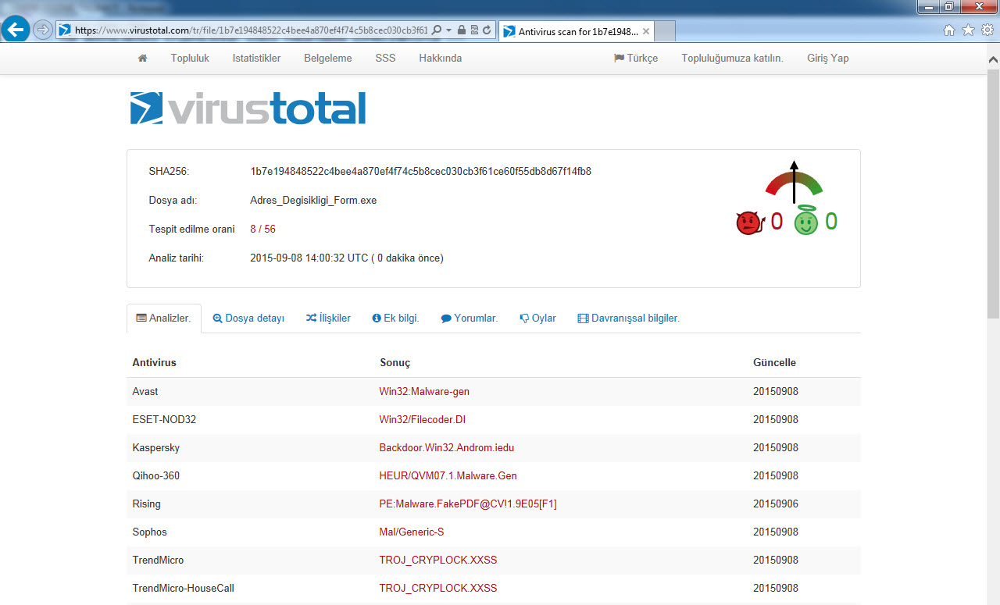 https://www.virustotal.com/tr/file/1b7e194848522c4bee4a870ef4f74c5b8cec030cb3f61
Antivirus scan for 1b7e1948...
Topluluk Istatistikler Belgeleme SSS Hakkında Türkçe Topluluğumuza katılın. Giriş Yap
virustotal
SHA256: 1b7e194848522c4bee4a870ef4f74c5b8cec030cb3f61ce60f55db8d67f14fb8
Dosya adı: Adres_Degisikligi_Form.exe
Tespit edilme orani 8 / 56
Analiz tarihi: 2015-09-08 14:00:32 UTC ( 0 dakika önce)
0 0
Analizler. Dosya detayı İlişkiler Ek bilgi. Yorumlar. Oylar Davranışsal bilgiler.
Antivirus Sonuç Güncelle
Avast Win32:Malware-gen 20150908
ESET-NOD32 Win32/Filecoder.DI 20150908
Kaspersky Backdoor.Win32.Androm.iedu 20150908
Qihoo-360 HEUR/QVM07.1.Malware.Gen 20150908
Rising PE:Malware.FakePDF@CV!1.9E05[F1] 20150906
Sophos Mal/Generic-S 20150908
TrendMicro TROJ_CRYPLOCK.XXSS 20150908
TrendMicro-HouseCall TROJ_CRYPLOCK.XXSS 20150908